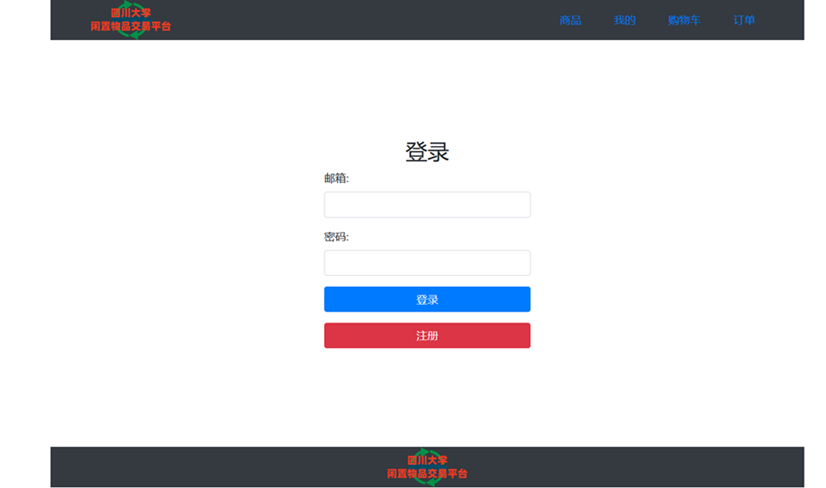 四川大学
闲置物品交易平台
商品 我的 购物车 订单
登录
邮箱:
密码:
登录
注册
四川大学
闲置物品交易平台